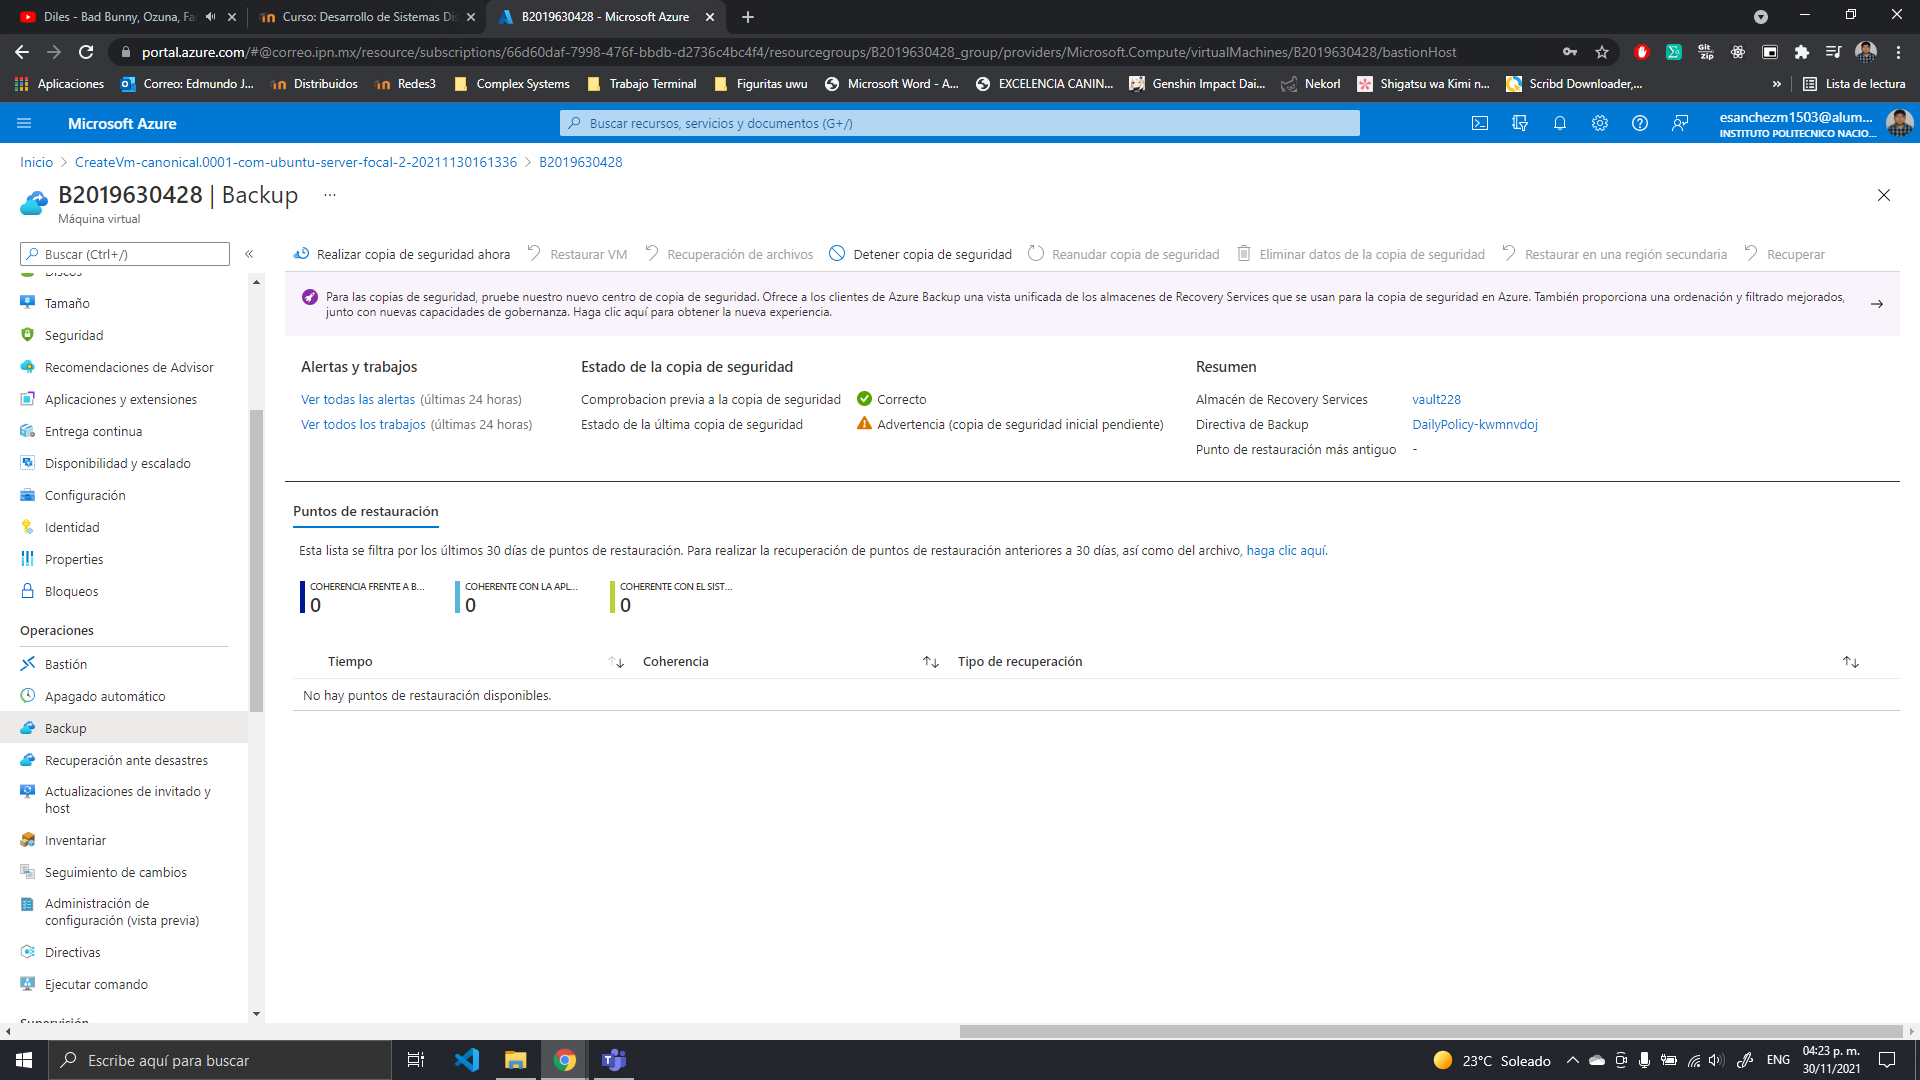 Diles - Bad Bunny, Ozuna, Fa
Curso: Desarrollo de Sistemas Dis
B2019630428 - Microsoft Azure
portal.azure.com/#@correo.ipn.mx/resource/subscriptions/66d60daf-7998-476f-bbdb-d2736c4bc4f4/resourcegroups/B2019630428_group/providers/Microsoft.Compute/virtualMachines/B2019630428/bastionHost
Aplicaciones
Correo: Edmundo J...
Distribuidos
Redes3
Complex Systems
Trabajo Terminal
Figuritas uwu
Microsoft Word - A...
EXCELENCIA CANIN...
Genshin Impact Dai...
Nekorl
Shigatsu wa Kimi n...
Scribd Downloader,...
»
Lista de lectura
Microsoft Azure
Buscar recursos, servicios y documentos (G+/)
esanchezm1503@alum...
INSTITUTO POLITECNICO NACIO...
Inicio > CreateVm-canonical.0001-com-ubuntu-server-focal-2-20211130161336 > B2019630428
B2019630428 | Backup ...
Máquina virtual
Buscar (Ctrl+/)
«
Realizar copia de seguridad ahora
Restaurar VM
Recuperación de archivos
Detener copia de seguridad
Reanudar copia de seguridad
Eliminar datos de la copia de seguridad
Restaurar en una región secundaria
Recuperar
Discos
Tamaño
Seguridad
Recomendaciones de Advisor
Aplicaciones y extensiones
Entrega continua
Disponibilidad y escalado
Configuración
Identidad
Properties
Bloqueos
Operaciones
Bastión
Apagado automático
Backup
Recuperación ante desastres
Actualizaciones de invitado y
host
Inventariar
Seguimiento de cambios
Administración de
configuración (vista previa)
Directivas
Ejecutar comando
Supervisión
Para las copias de seguridad, pruebe nuestro nuevo centro de copia de seguridad. Ofrece a los clientes de Azure Backup una vista unificada de los almacenes de Recovery Services que se usan para la copia de seguridad en Azure. También proporciona una ordenación y filtrado mejorados,
junto con nuevas capacidades de gobernanza. Haga clic aquí para obtener la nueva experiencia.
Alertas y trabajos
Ver todas las alertas (últimas 24 horas)
Ver todos los trabajos (últimas 24 horas)
Estado de la copia de seguridad
Comprobacion previa a la copia de seguridad
Correcto
Estado de la última copia de seguridad
Advertencia (copia de seguridad inicial pendiente)
Resumen
Almacén de Recovery Services
vault228
Directiva de Backup
DailyPolicy-kwmnvdoj
Punto de restauración más antiguo
-
Puntos de restauración
Esta lista se filtra por los últimos 30 días de puntos de restauración. Para realizar la recuperación de puntos de restauración anteriores a 30 días, así como del archivo, haga clic aquí.
COHERENCIA FRENTE A B...
0
COHERENTE CON LA APL...
0
COHERENTE CON EL SIST...
0
Tiempo
Coherencia
Tipo de recuperación
No hay puntos de restauración disponibles.
Escribe aquí para buscar
23°C Soleado
ENG
04:23 p. m.
30/11/2021